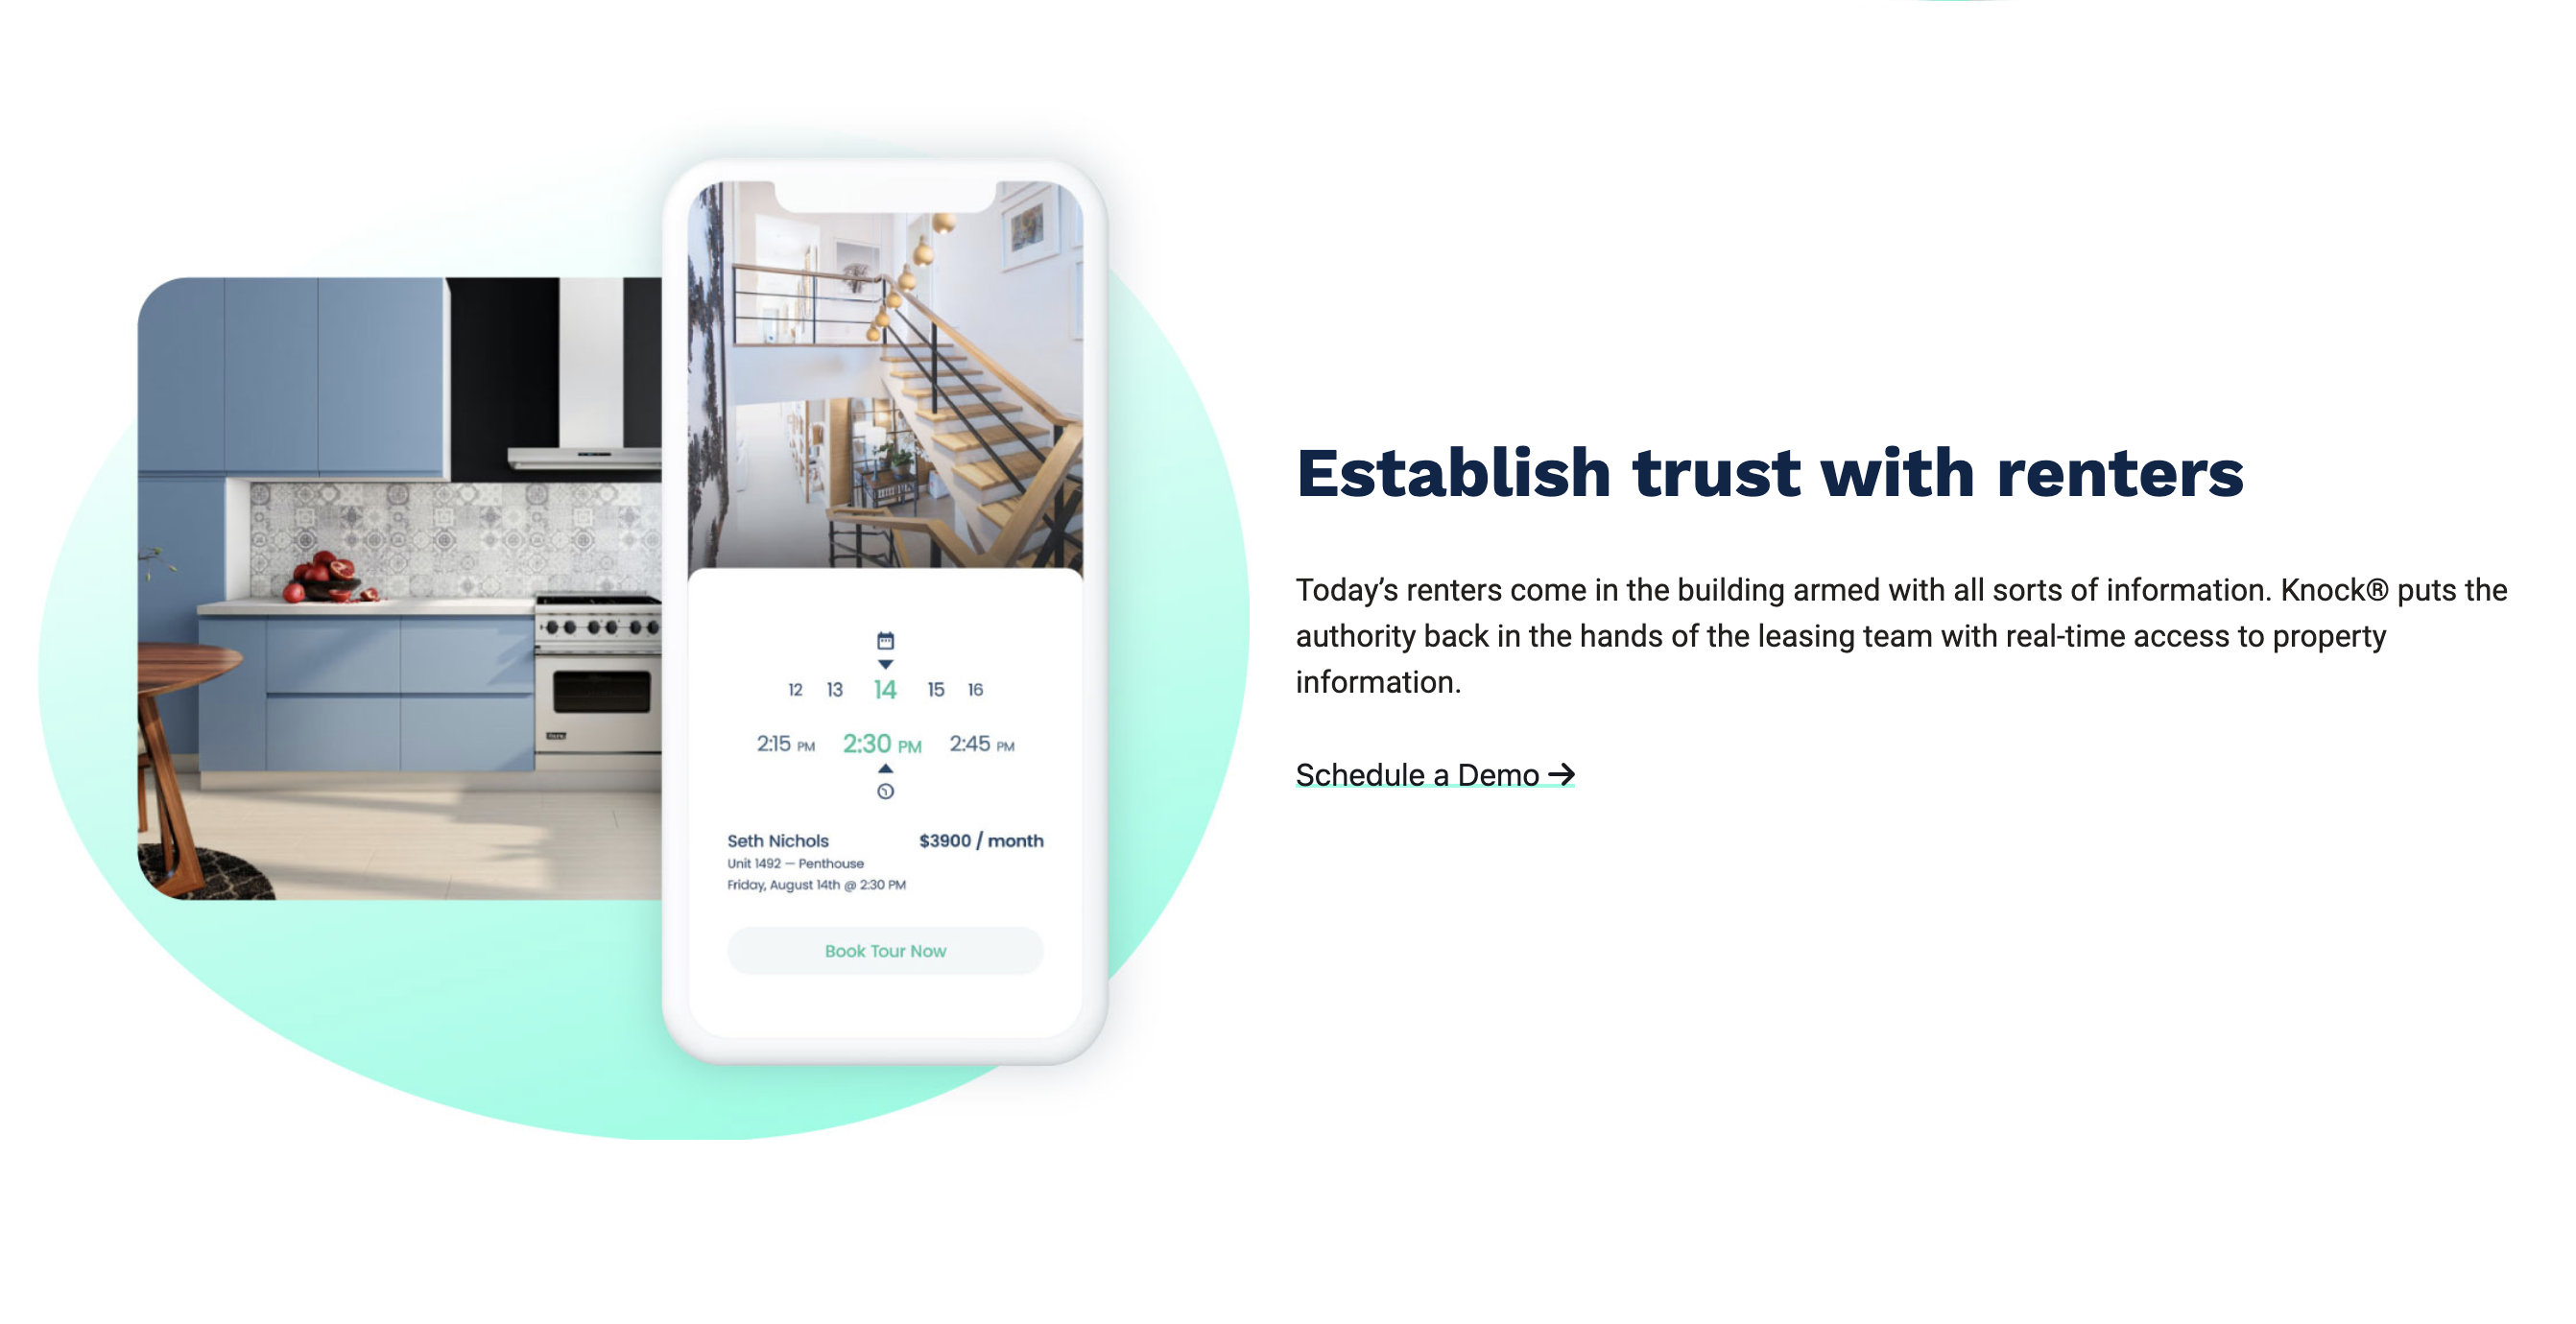 Establish trust with renters
Today’s renters come in the building armed with all sorts of information. Knock® puts the
authority back in the hands of the leasing team with real-time access to property
information.
Schedule a Demo →
12 13 14 15 16
2:15 PM 2:30 PM 2:45 PM
Seth Nichols $3900 / month
Unit 1492 — Penthouse
Friday, August 14th @ 2:30 PM
Book Tour Now